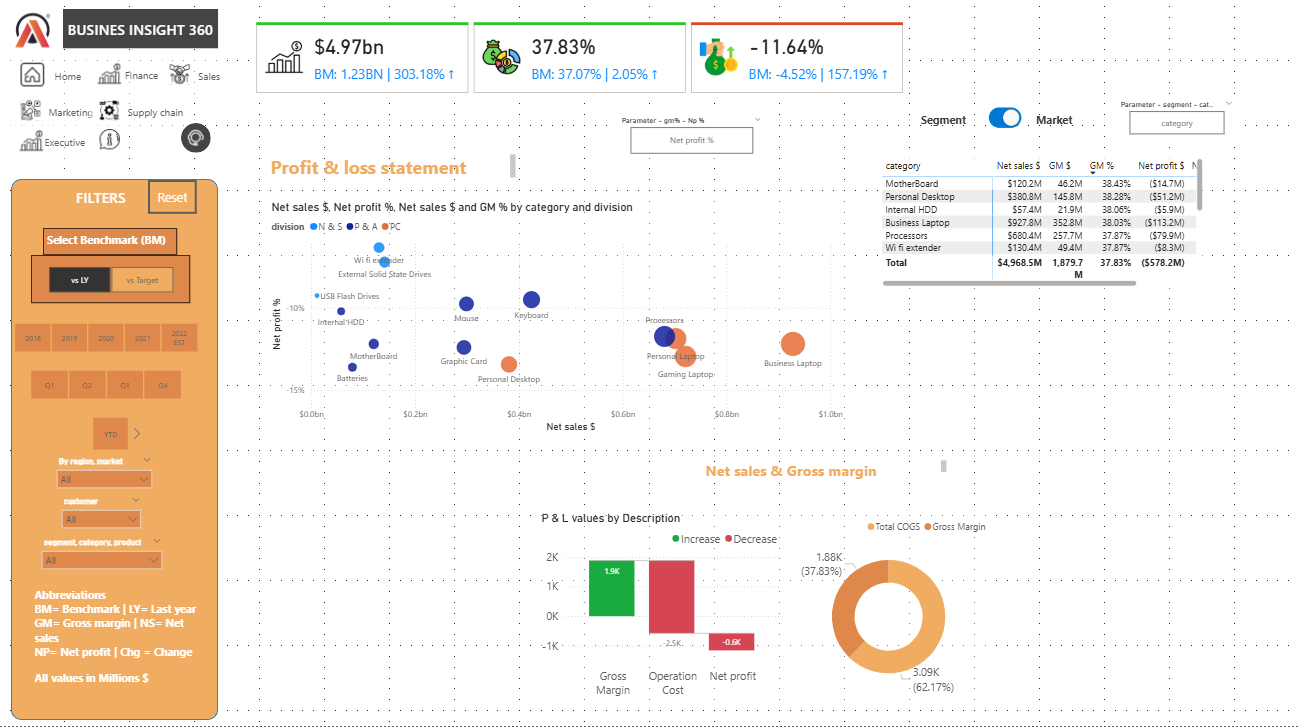 BUSINES INSIGHT 360
Home
Finance
Sales
Marketing
Supply chain
Executive
$4.97bn
BM: 1.23BN | 303.18% ↑
37.83%
BM: 37.07% | 2.05% ↑
-11.64%
BM: -4.52% | 157.19% ↑
FILTERS
Reset
Select Benchmark (BM)
vs LY
vs Target
2018
2019
2020
2021
2022
EST
Q1
Q2
Q3
Q4
YTD
By region, market
All
customer
All
segment, category, product
All
Abbreviations
BM= Benchmark | LY= Last year
GM= Gross margin | NS= Net
sales
NP= Net profit | Chg = Change
All values in Millions $
Parameter - gm% - Np %
Net profit %
Profit & loss statement
Net sales $, Net profit %, Net sales $ and GM % by category and division
division
N & S
P & A
PC
Net profit %
-10%
-15%
Wi fi extender
External Solid State Drives
USB Flash Drives
Internal HDD
Mouse
Keyboard
Processors
MotherBoard
Graphic Card
Personal Laptop
Business Laptop
Batteries
Personal Desktop
Gaming Laptop
$0.0bn
$0.2bn
$0.4bn
$0.6bn
$0.8bn
$1.0bn
Net sales $
Segment
Market
Parameter - segment - cat...
category
category Net sales $ GM $ GM % Net profit $ N
MotherBoard $120.2M 46.2M 38.43% ($14.7M)
Personal Desktop $380.8M 145.8M 38.28% ($51.2M)
Internal HDD $57.4M 21.9M 38.06% ($5.9M)
Business Laptop $927.8M 352.8M 38.03% ($113.2M)
Processors $680.4M 257.7M 37.87% ($79.9M)
Wi fi extender $130.4M 49.4M 37.87% ($8.3M)
Total $4,968.5M 1,879.7 37.83% ($578.2M)
M
Net sales & Gross margin
P & L values by Description
Increase
Decrease
2K
1K
0K
-1K
1.9K
-2.5K
-0.6K
Gross
Margin
Operation
Cost
Net profit
Total COGS
Gross Margin
1.88K
(37.83%)
3.09K
(62.17%)